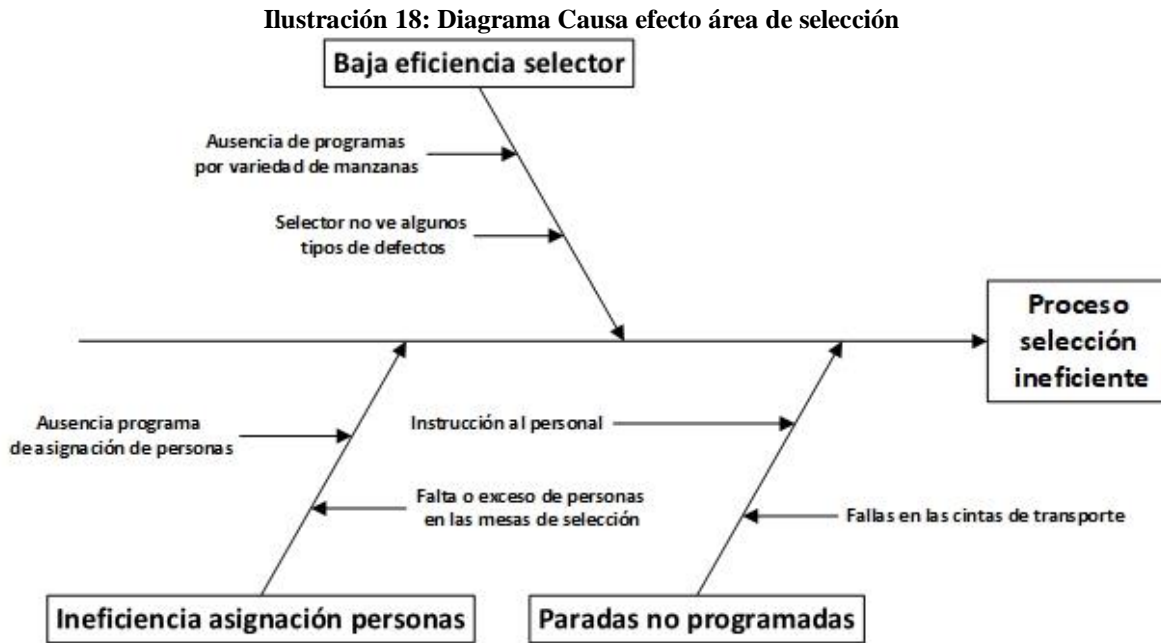 Ilustración 18: Diagrama Causa efecto área de selección
Baja eficiencia selector
Ausencia de programas
por variedad de manzanas
Selector no ve algunos
tipos de defectos
Proceso
selección
ineficiente
Ausencia programa
de asignación de personas
Instrucción al personal
Falta o exceso de personas
en las mesas de selección
Fallas en las cintas de transporte
Ineficiencia asignación personas
Paradas no programadas